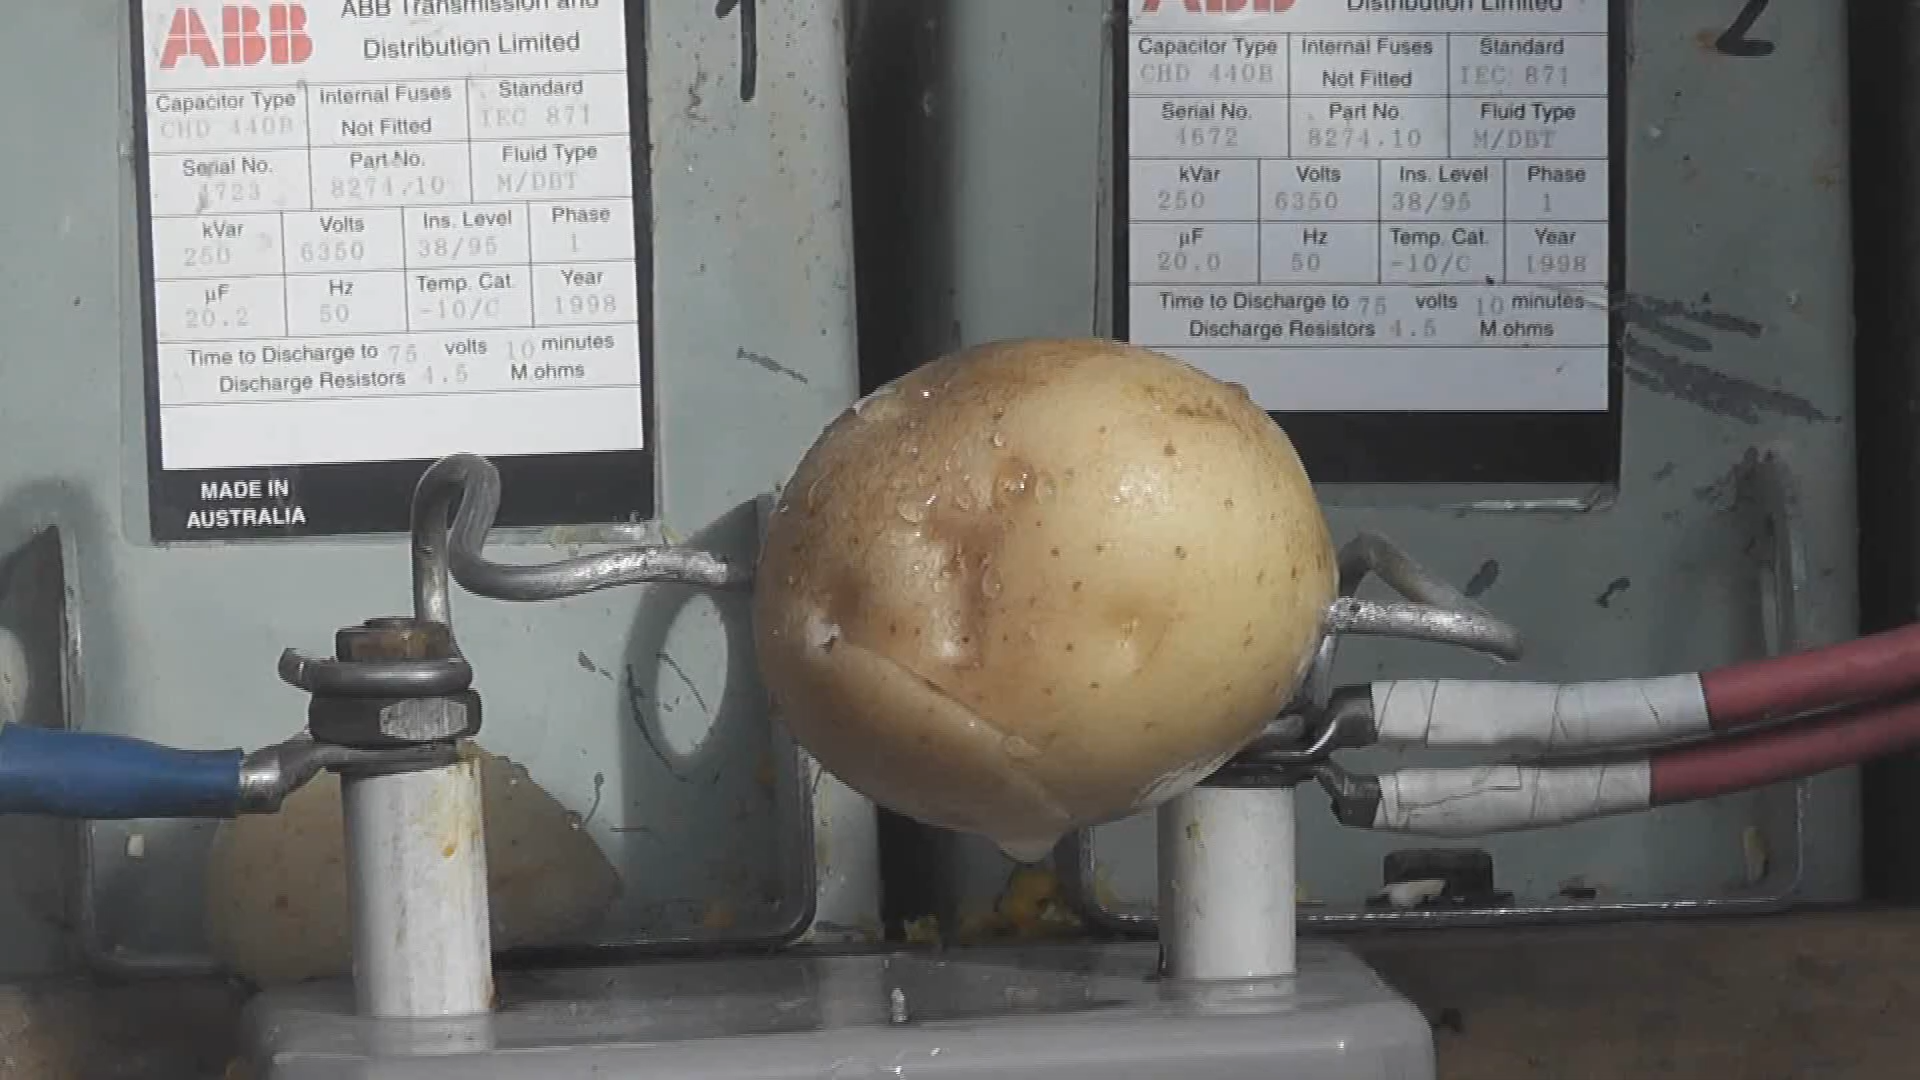 ABB
ABB Transmission and
Distribution Limited
Capacitor Type Internal Fuses Standard
CHD 440B Not Fitted IEC 871
Serial No. Part No. Fluid Type
4723 8274.10 M/DBT
kVar Volts Ins. Level Phase
250 6350 38/95 1
µF Hz Temp. Cat. Year
20.2 50 -10/C 1998
Time to Discharge to 75 volts 10 minutes
Discharge Resistors 4.5 M.ohms
MADE IN
AUSTRALIA
1
ABB
Distribution Limited
Capacitor Type Internal Fuses Standard
CHD 440B Not Fitted IEC 871
Serial No. Part No. Fluid Type
4672 8274.10 M/DBT
kVar Volts Ins. Level Phase
250 6350 38/95 1
µF Hz Temp. Cat. Year
20.0 50 -10/C 1998
Time to Discharge to 75 volts 10 minutes
Discharge Resistors 4.5 M.ohms
2